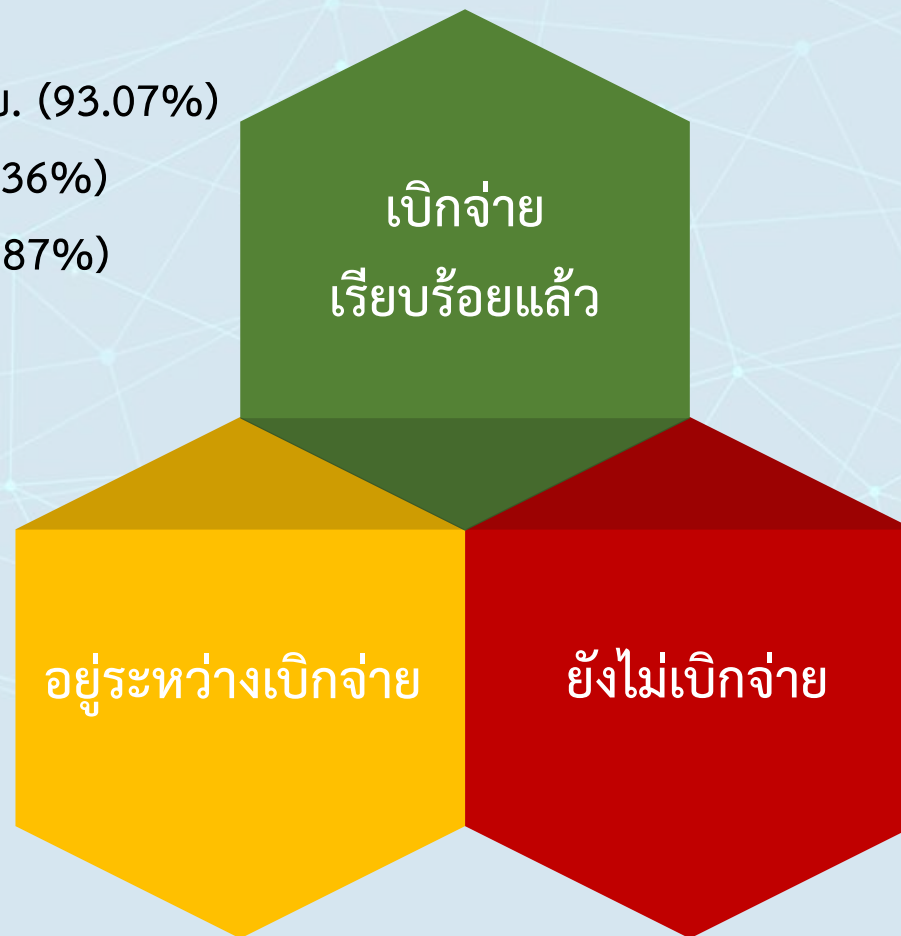 (93.07%)
36%)
87%)
เบิกจ่าย
เรียบร้อยแล้ว
อยู่ระหว่างเบิกจ่าย
ยังไม่เบิกจ่าย